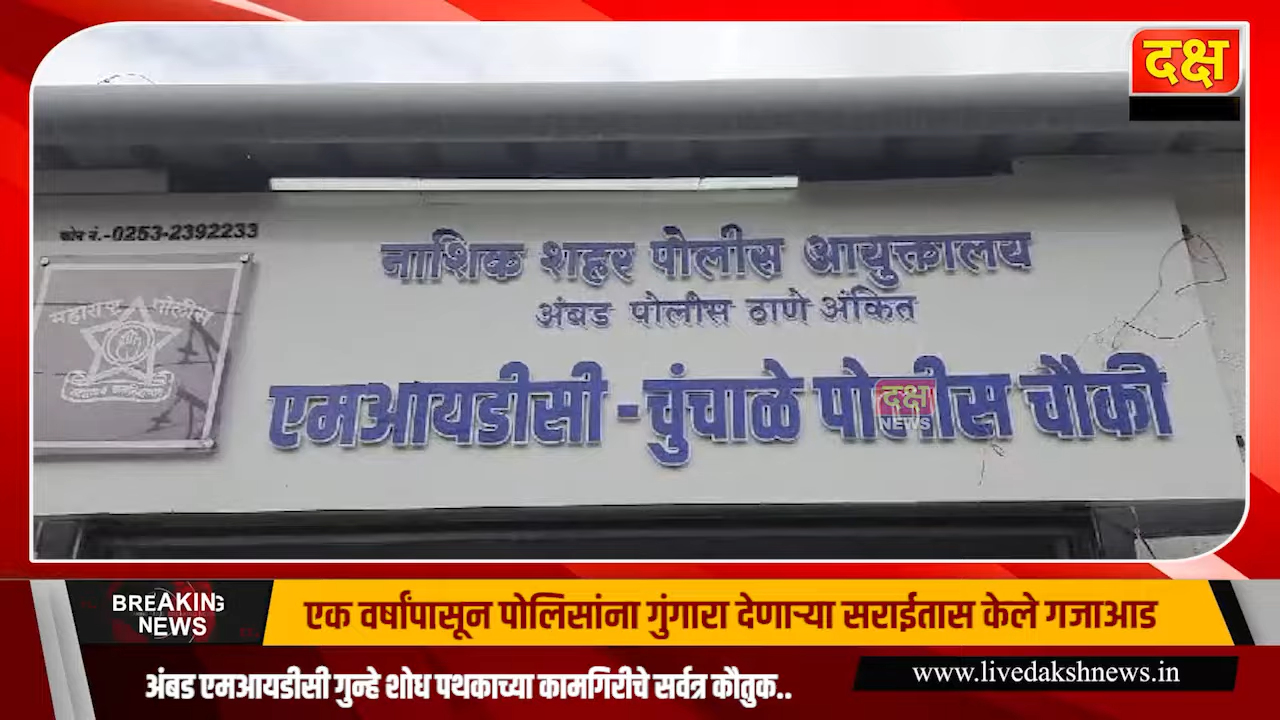 दक्ष
फोन नं.-0253-2392233
नाशिक शहर पोलीस आयुक्तालय
अंबड पोलीस ठाणे अंकित
महाराष्ट्र पोलीस
एमआयडीसी -चुंचाळे पोलीस चौकी
दक्ष
NEWS
BREAKING
NEWS
एक वर्षांपासून पोलिसांना गुंगारा देणाऱ्या सराईतास केले गजाआड
अंबड एमआयडीसी गुन्हे शोध पथकाच्या कामगिरीचे सर्वत्र कौतुक..
www.livedakshnews.in